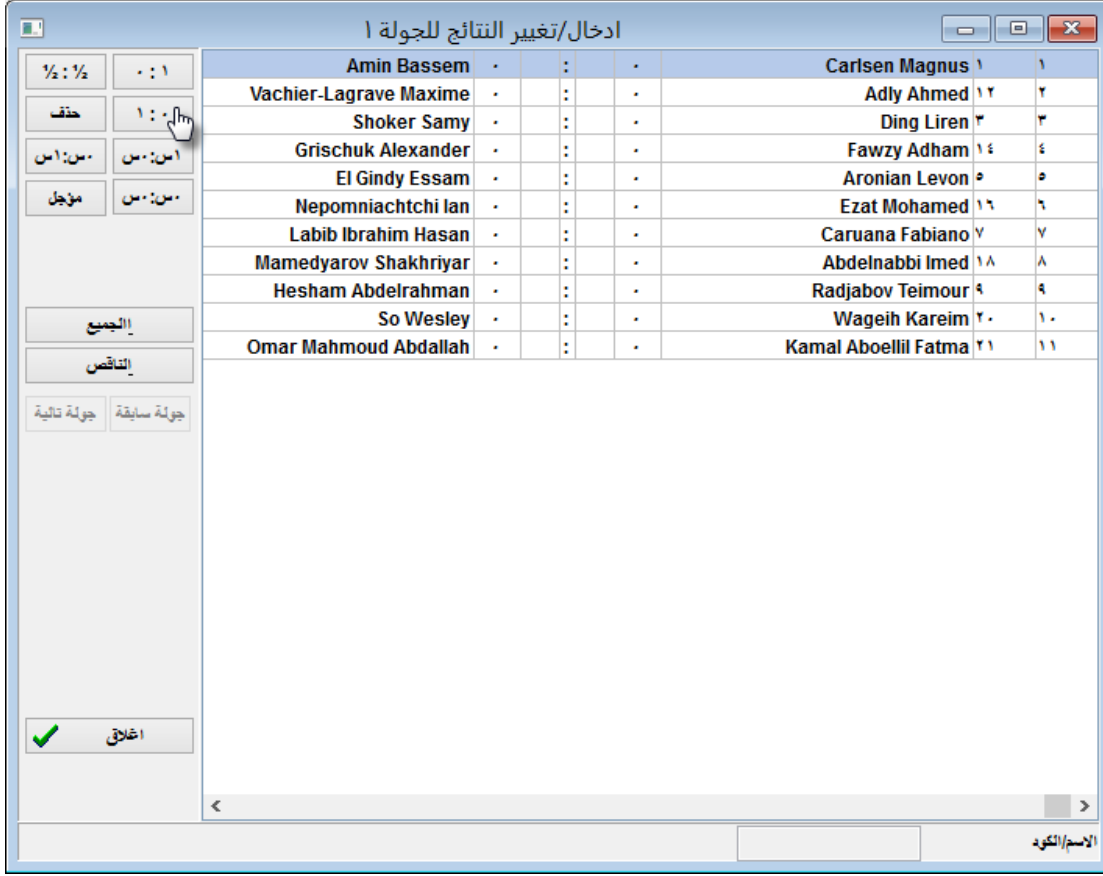 ادخال/تغيير النتائج للجولة ١
١ ١ Carlsen Magnus ٠ : ٠ Amin Bassem
٢ ١٢ Adly Ahmed ٠ : ٠ Vachier-Lagrave Maxime
٣ ٣ Ding Liren ٠ : ٠ Shoker Samy
٤ ١٤ Fawzy Adham ٠ : ٠ Grischuk Alexander
٥ ٥ Aronian Levon ٠ : ٠ El Gindy Essam
٦ ١٦ Ezat Mohamed ٠ : ٠ Nepomniachtchi Ian
٧ ٧ Caruana Fabiano ٠ : ٠ Labib Ibrahim Hasan
٨ ١٨ Abdelnabbi Imed ٠ : ٠ Mamedyarov Shakhriyar
٩ ٩ Radjabov Teimour ٠ : ٠ Hesham Abdelrahman
١٠ ٢٠ Wageih Kareim ٠ : ٠ So Wesley
١١ ٢١ Kamal Aboellil Fatma ٠ : ٠ Omar Mahmoud Abdallah
١ : ٠ ½ : ½
٠ : ١ حذف
١س:٠س ٠س:١س
٠س:٠س مؤجل
االجميع
إلتاقص
جولة سابقة جولة تالية
اغلاق
الاسم/الكود